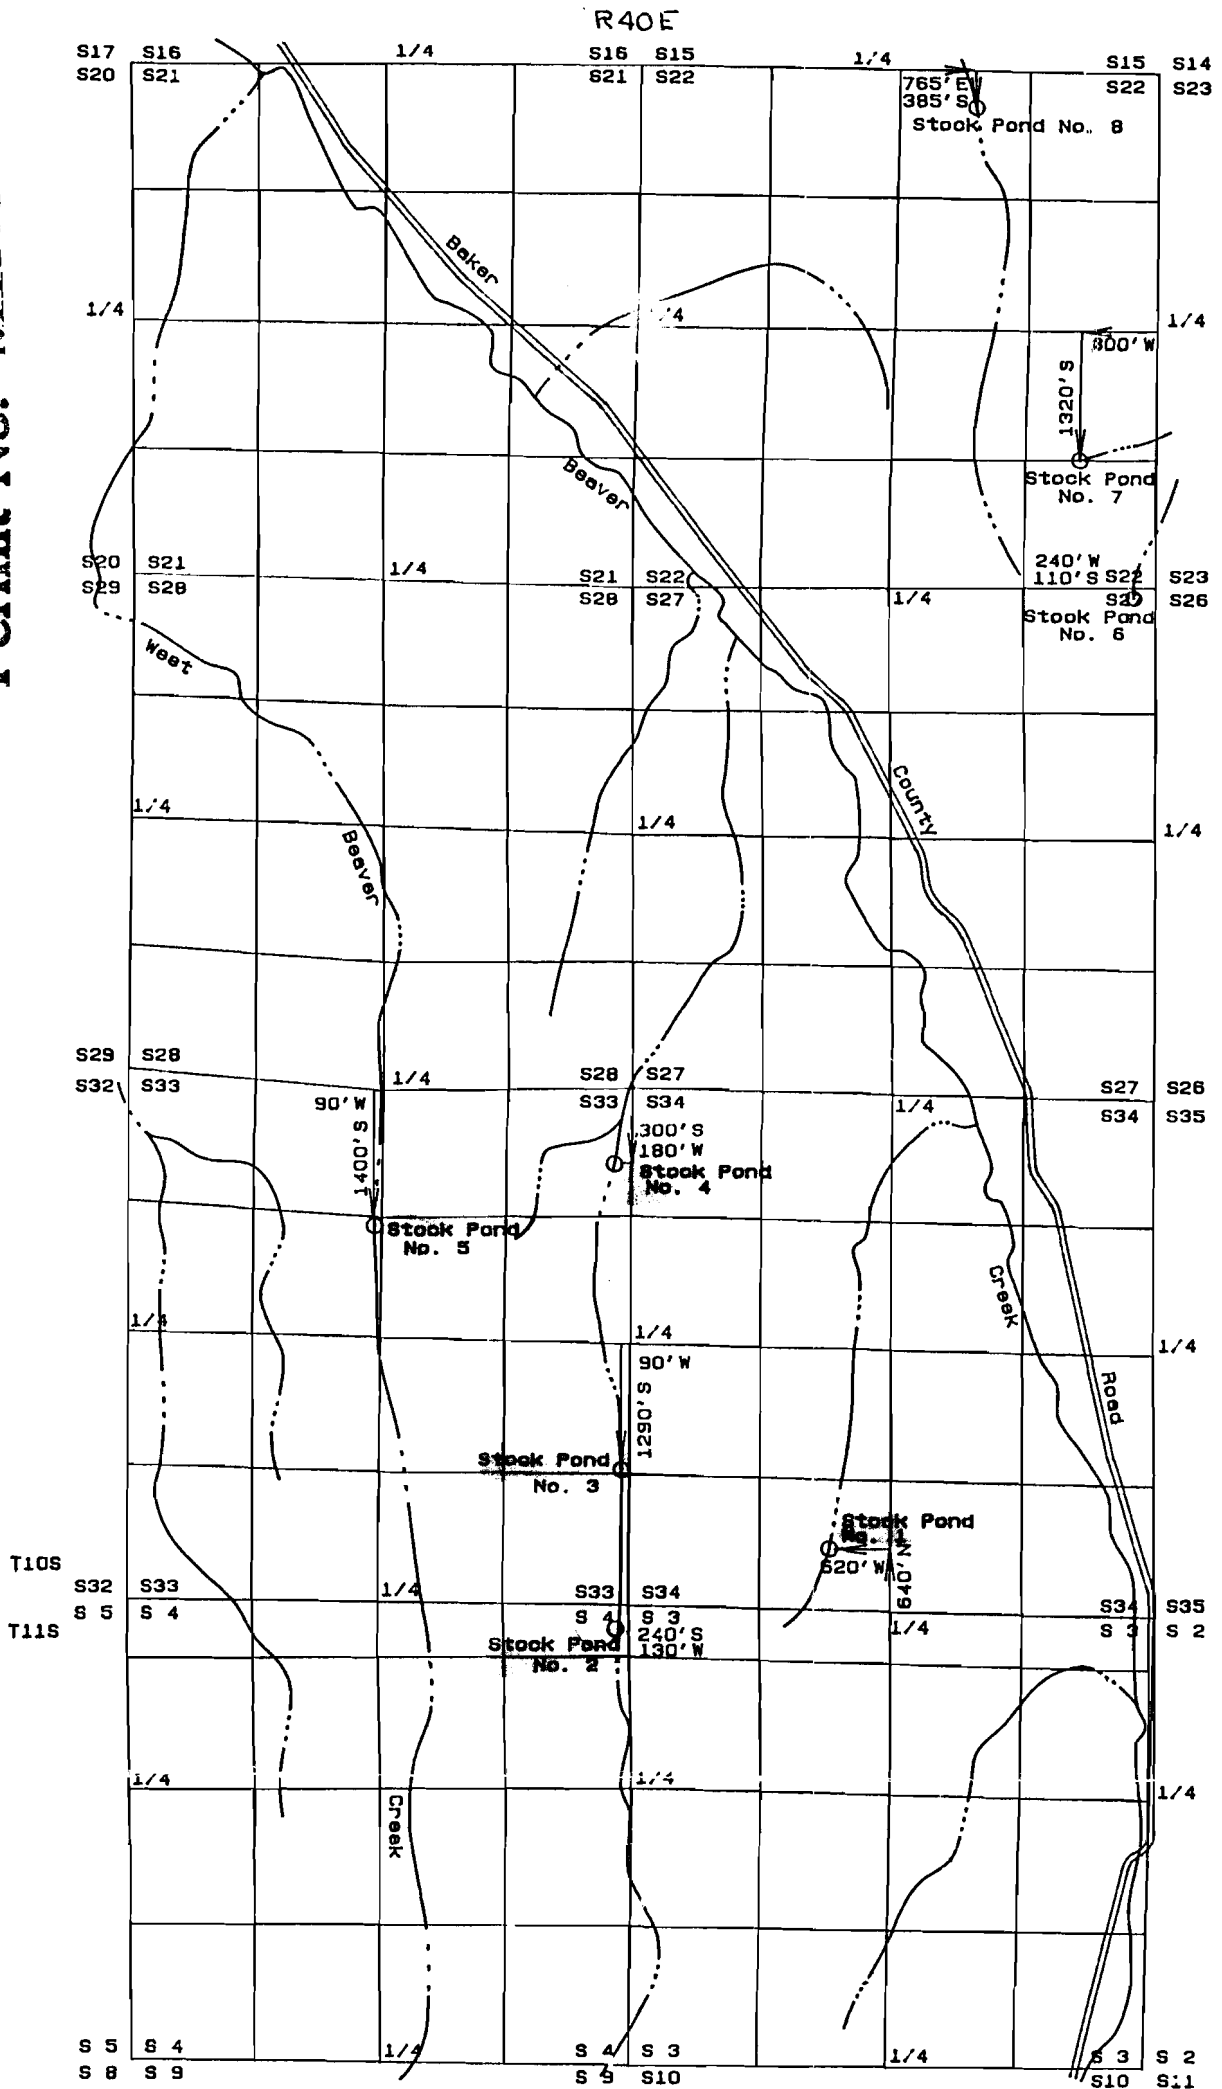 R40E
S17 S16 1/4 S16 S15 1/4 S15 S14
S20 S21 S21 S22 S22 S23
765'E
385'S
Stock Pond No. 8
Baker
1/4 1/4 1/4
800'W
1320'S
Beaver
Stock Pond
No. 7
S20 S21 1/4 S21 S22 240'W
110'S S22 S23
S29 S28 S28 S27 1/4 S27 S26
Stock Pond
No. 6
West
County
1/4 1/4 1/4
Beaver
S29 S28 1/4 S28 S27 S27 S26
S32 S33 S33 S34 1/4 S34 S35
90'W
1400'S
300'S
180'W
Stock Pond
No. 4
Stock Pond
No. 5
Creek
1/4 1/4 1/4
90'W
1290'S
Road
Stock Pond
No. 3
Stock Pond
No. 1
620'W
640'N
T10S
S32 S33 1/4 S33 S34 S34 S35
S 5 S 4 S 4 S 3 1/4 S 3 S 2
T11S
240'S
130'W
Stock Pond
No. 2
1/4 1/4 1/4
Creek
S 5 S 4 1/4 S 4 S 3 1/4 S 3 S 2
S 8 S 9 S 9 S10 S10 S11